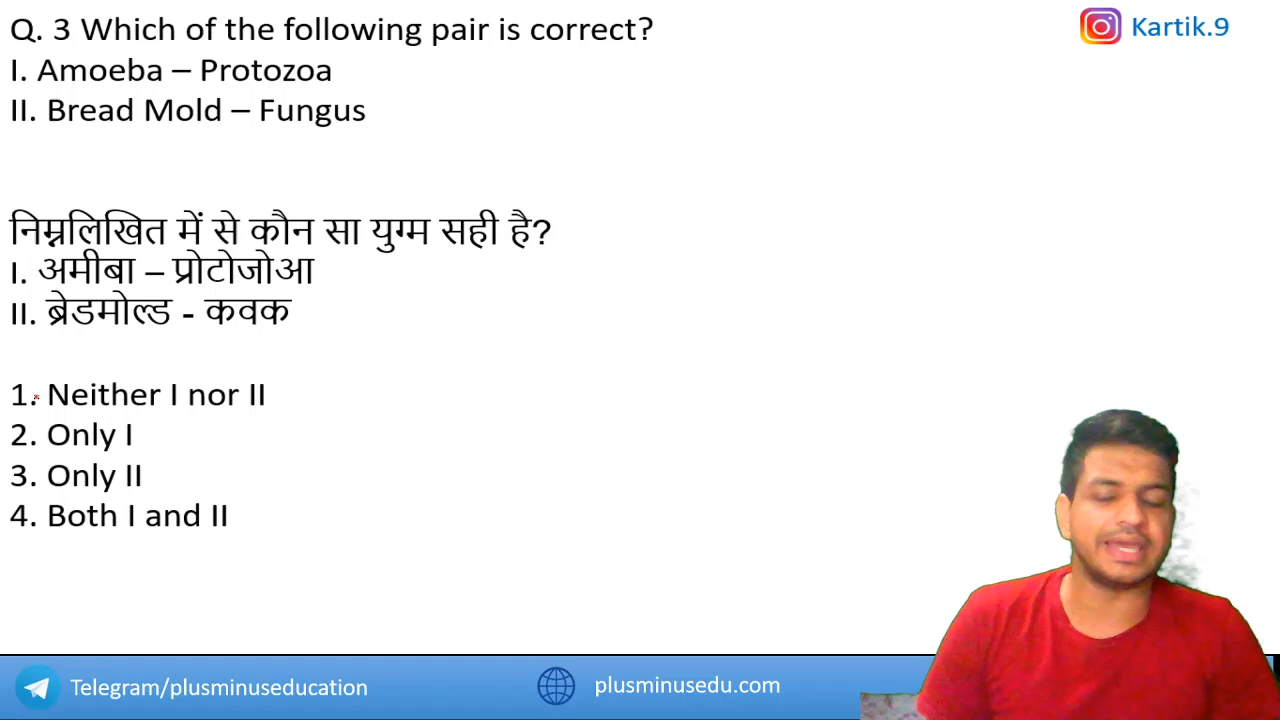 Q. 3 Which of the following pair is correct?
Kartik.9
I. Amoeba – Protozoa
II. Bread Mold – Fungus
निम्नलिखित में से कौन सा युग्म सही है?
I. अमीबा – प्रोटोजोआ
II. ब्रेडमोल्ड - कवक
1. Neither I nor II
2. Only I
3. Only II
4. Both I and II
Telegram/plusminuseducation
plusminusedu.com